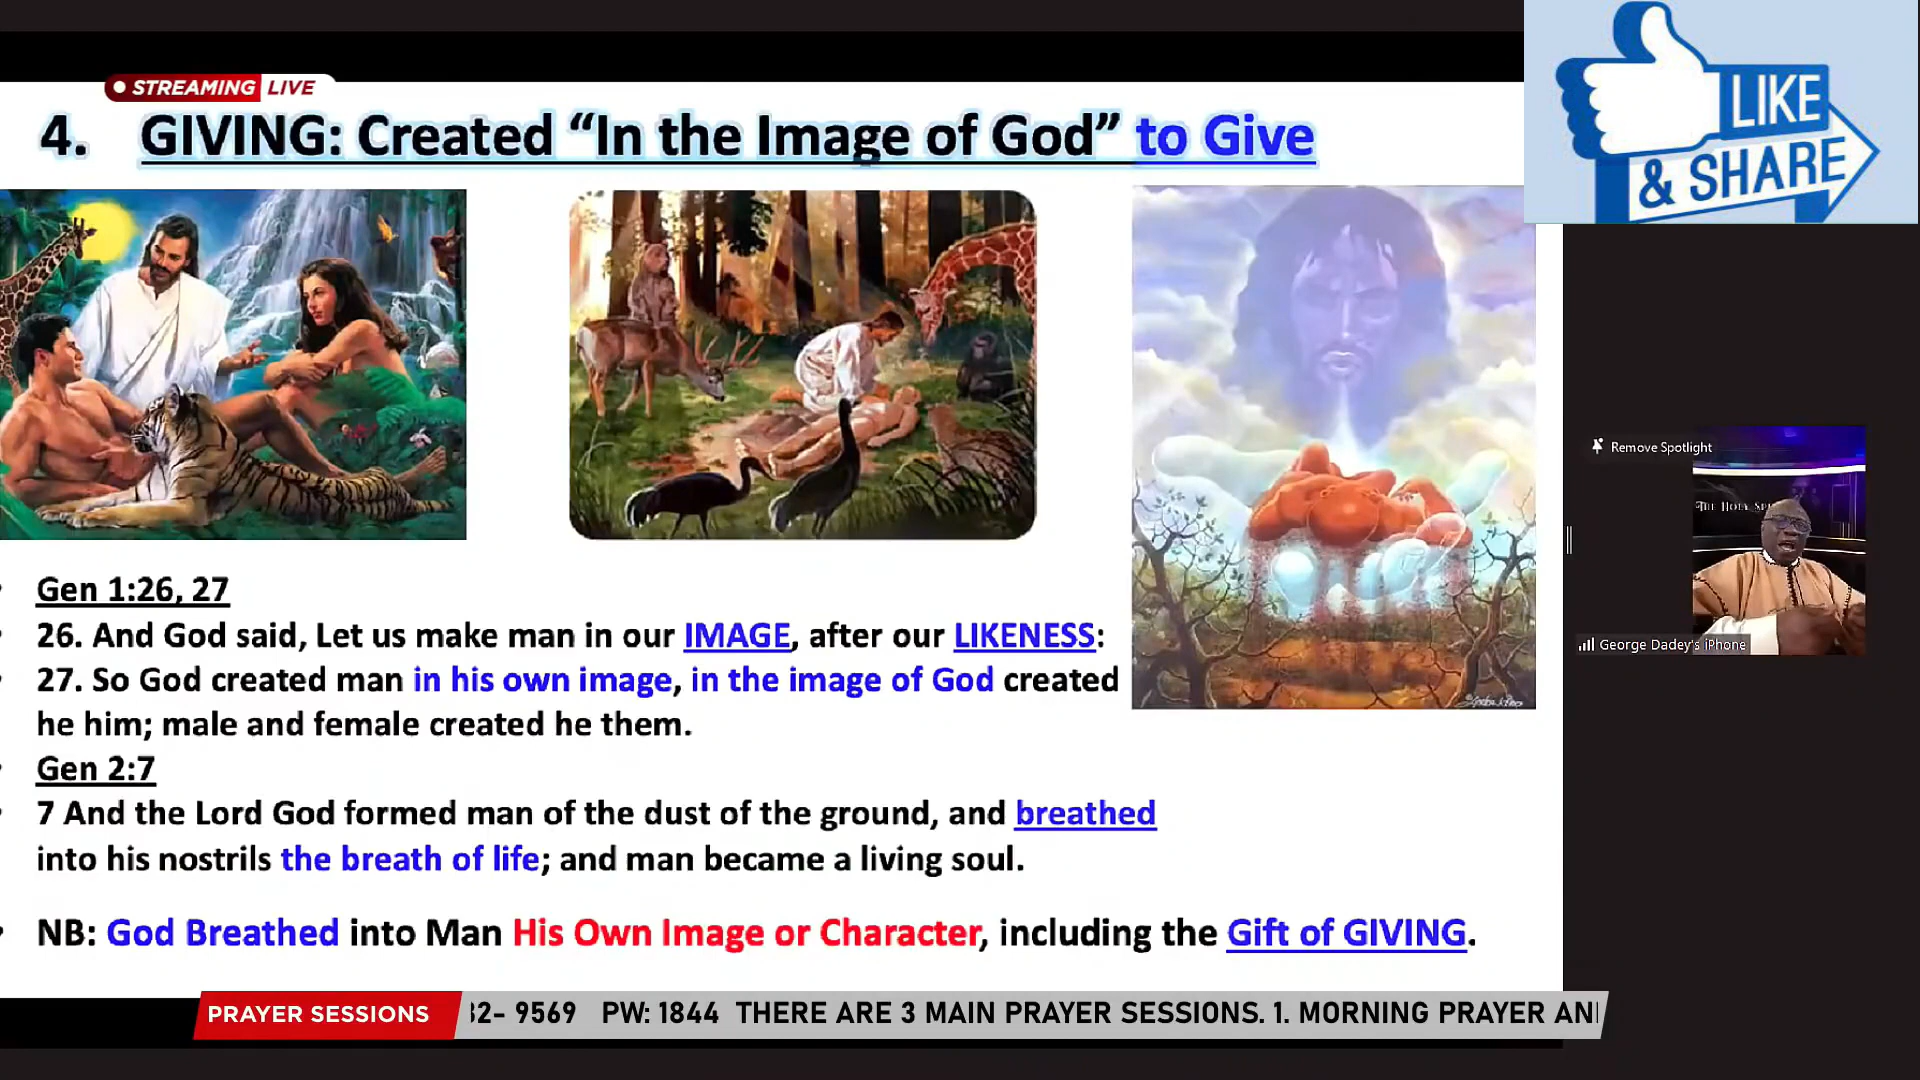 STREAMING LIVE
LIKE
& SHARE
4. GIVING: Created “In the Image of God” to Give
Remove Spotlight
THE HOLY
George Dadey's iPhone
Gen 1:26, 27
26. And God said, Let us make man in our IMAGE, after our LIKENESS:
27. So God created man in his own image, in the image of God created
he him; male and female created he them.
Gen 2:7
7 And the Lord God formed man of the dust of the ground, and breathed
into his nostrils the breath of life; and man became a living soul.
NB: God Breathed into Man His Own Image or Character, including the Gift of GIVING.
PRAYER SESSIONS
32- 9569 PW: 1844 THERE ARE 3 MAIN PRAYER SESSIONS. 1. MORNING PRAYER AN